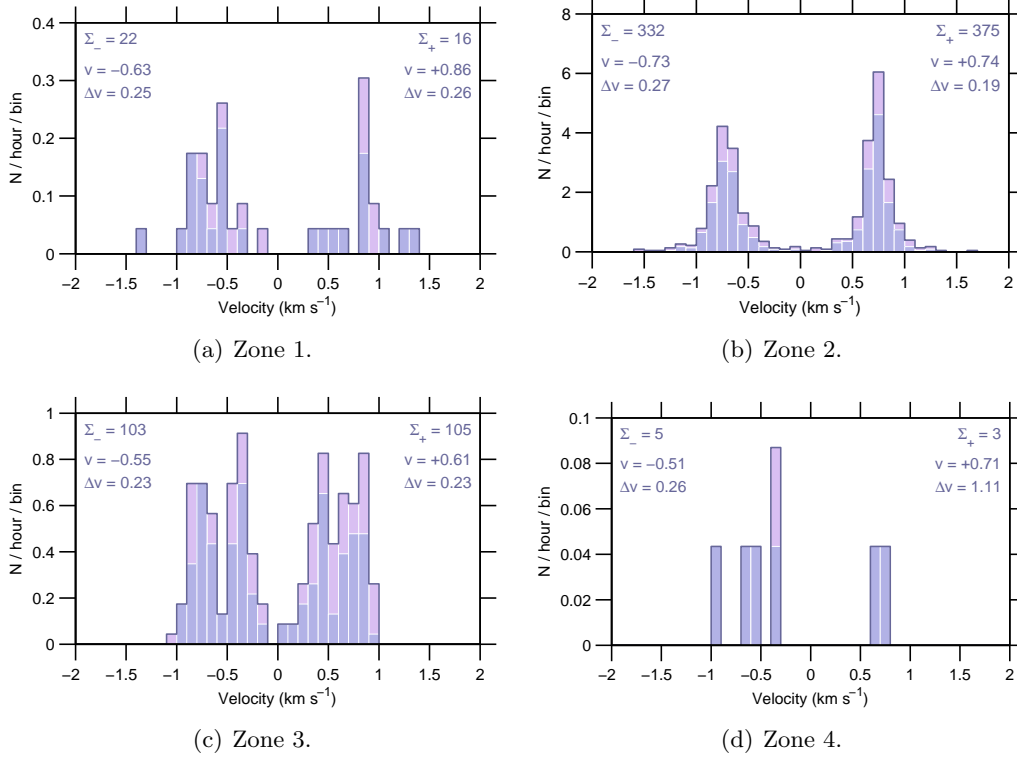 0.4
0.3
0.2
0.1
0
N / hour / bin
Σ− = 22
v = −0.63
Δv = 0.25
Σ+ = 16
v = +0.86
Δv = 0.26
−2 −1.5 −1 −0.5 0 0.5 1 1.5 2
Velocity (km s−1)
(a) Zone 1.
8
6
4
2
0
N / hour / bin
Σ− = 332
v = −0.73
Δv = 0.27
Σ+ = 375
v = +0.74
Δv = 0.19
−2 −1.5 −1 −0.5 0 0.5 1 1.5 2
Velocity (km s−1)
(b) Zone 2.
1
0.8
0.6
0.4
0.2
0
N / hour / bin
Σ− = 103
v = −0.55
Δv = 0.23
Σ+ = 105
v = +0.61
Δv = 0.23
−2 −1.5 −1 −0.5 0 0.5 1 1.5 2
Velocity (km s−1)
(c) Zone 3.
0.1
0.08
0.06
0.04
0.02
0
N / hour / bin
Σ− = 5
v = −0.51
Δv = 0.26
Σ+ = 3
v = +0.71
Δv = 1.11
−2 −1.5 −1 −0.5 0 0.5 1 1.5 2
Velocity (km s−1)
(d) Zone 4.